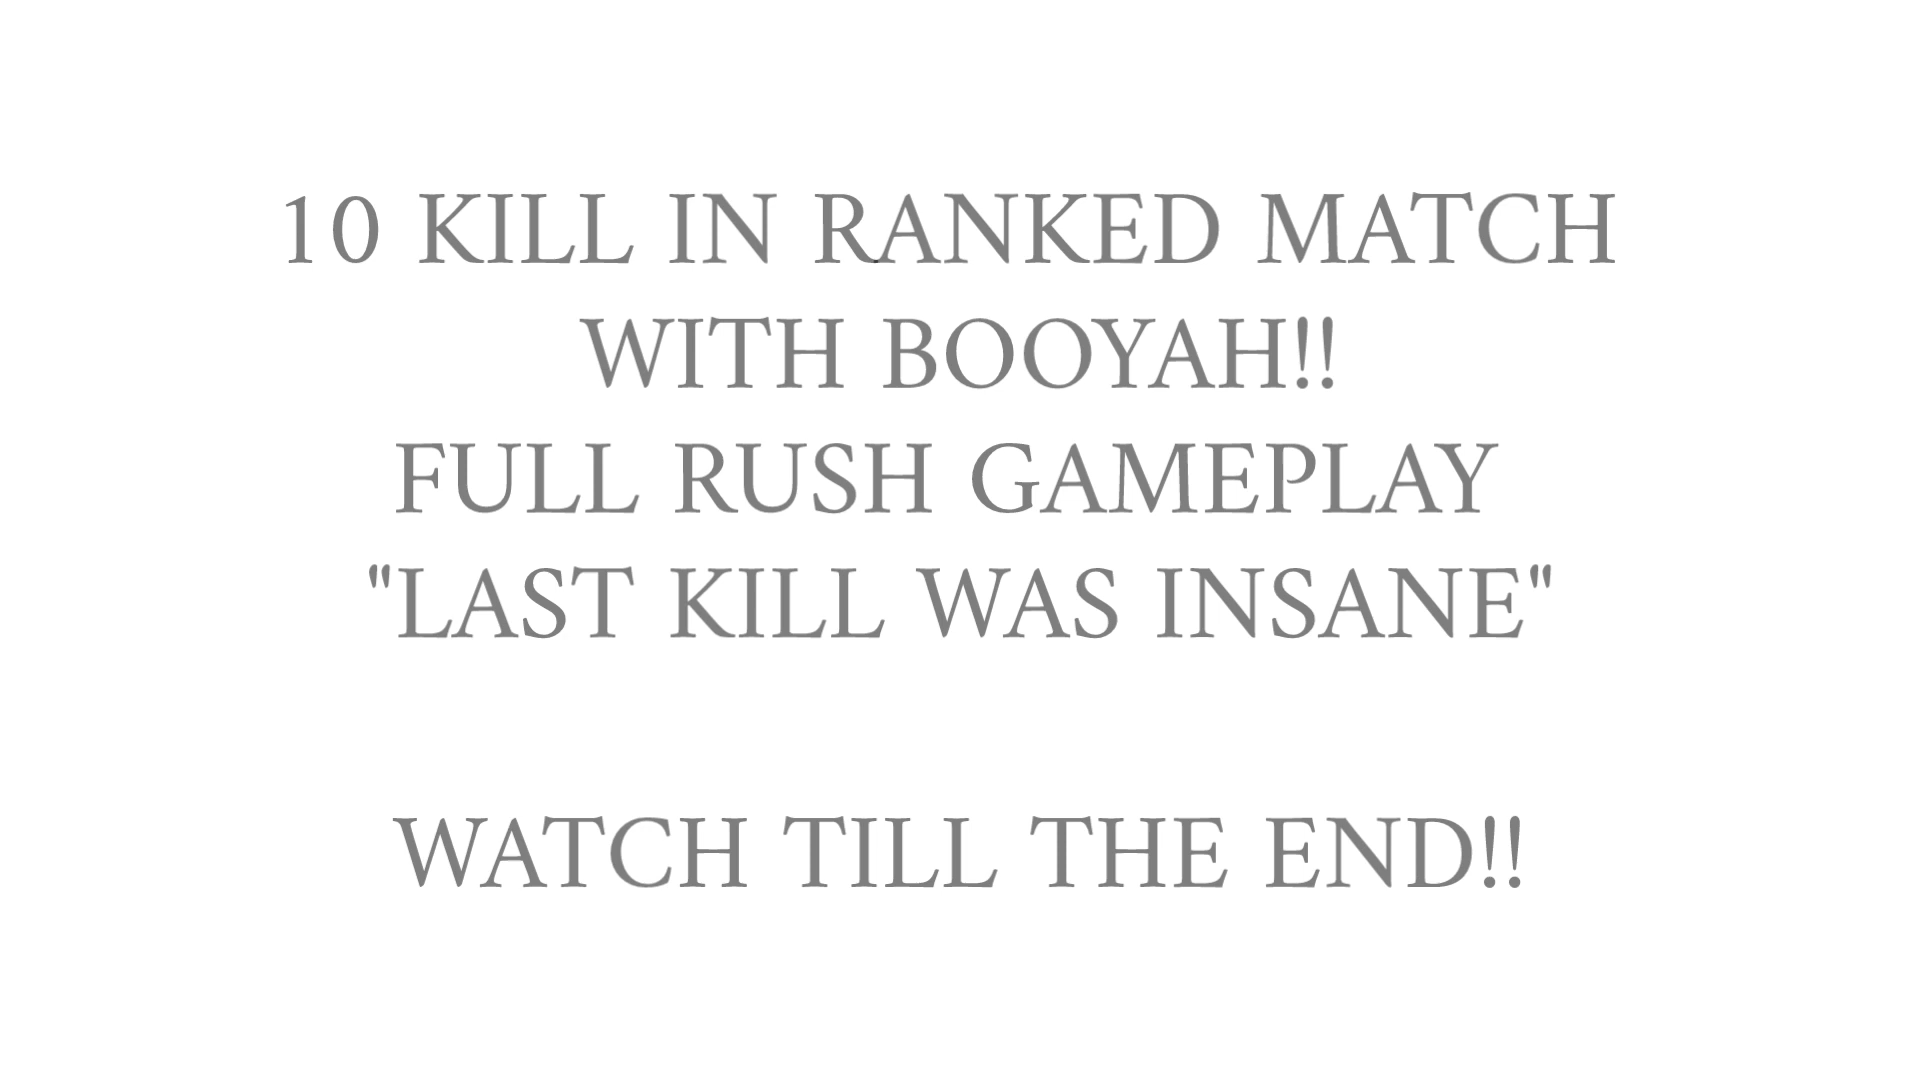 10 KILL IN RANKED MATCH
WITH BOOYAH!!
FULL RUSH GAMEPLAY
"LAST KILL WAS INSANE"
WATCH TILL THE END!!